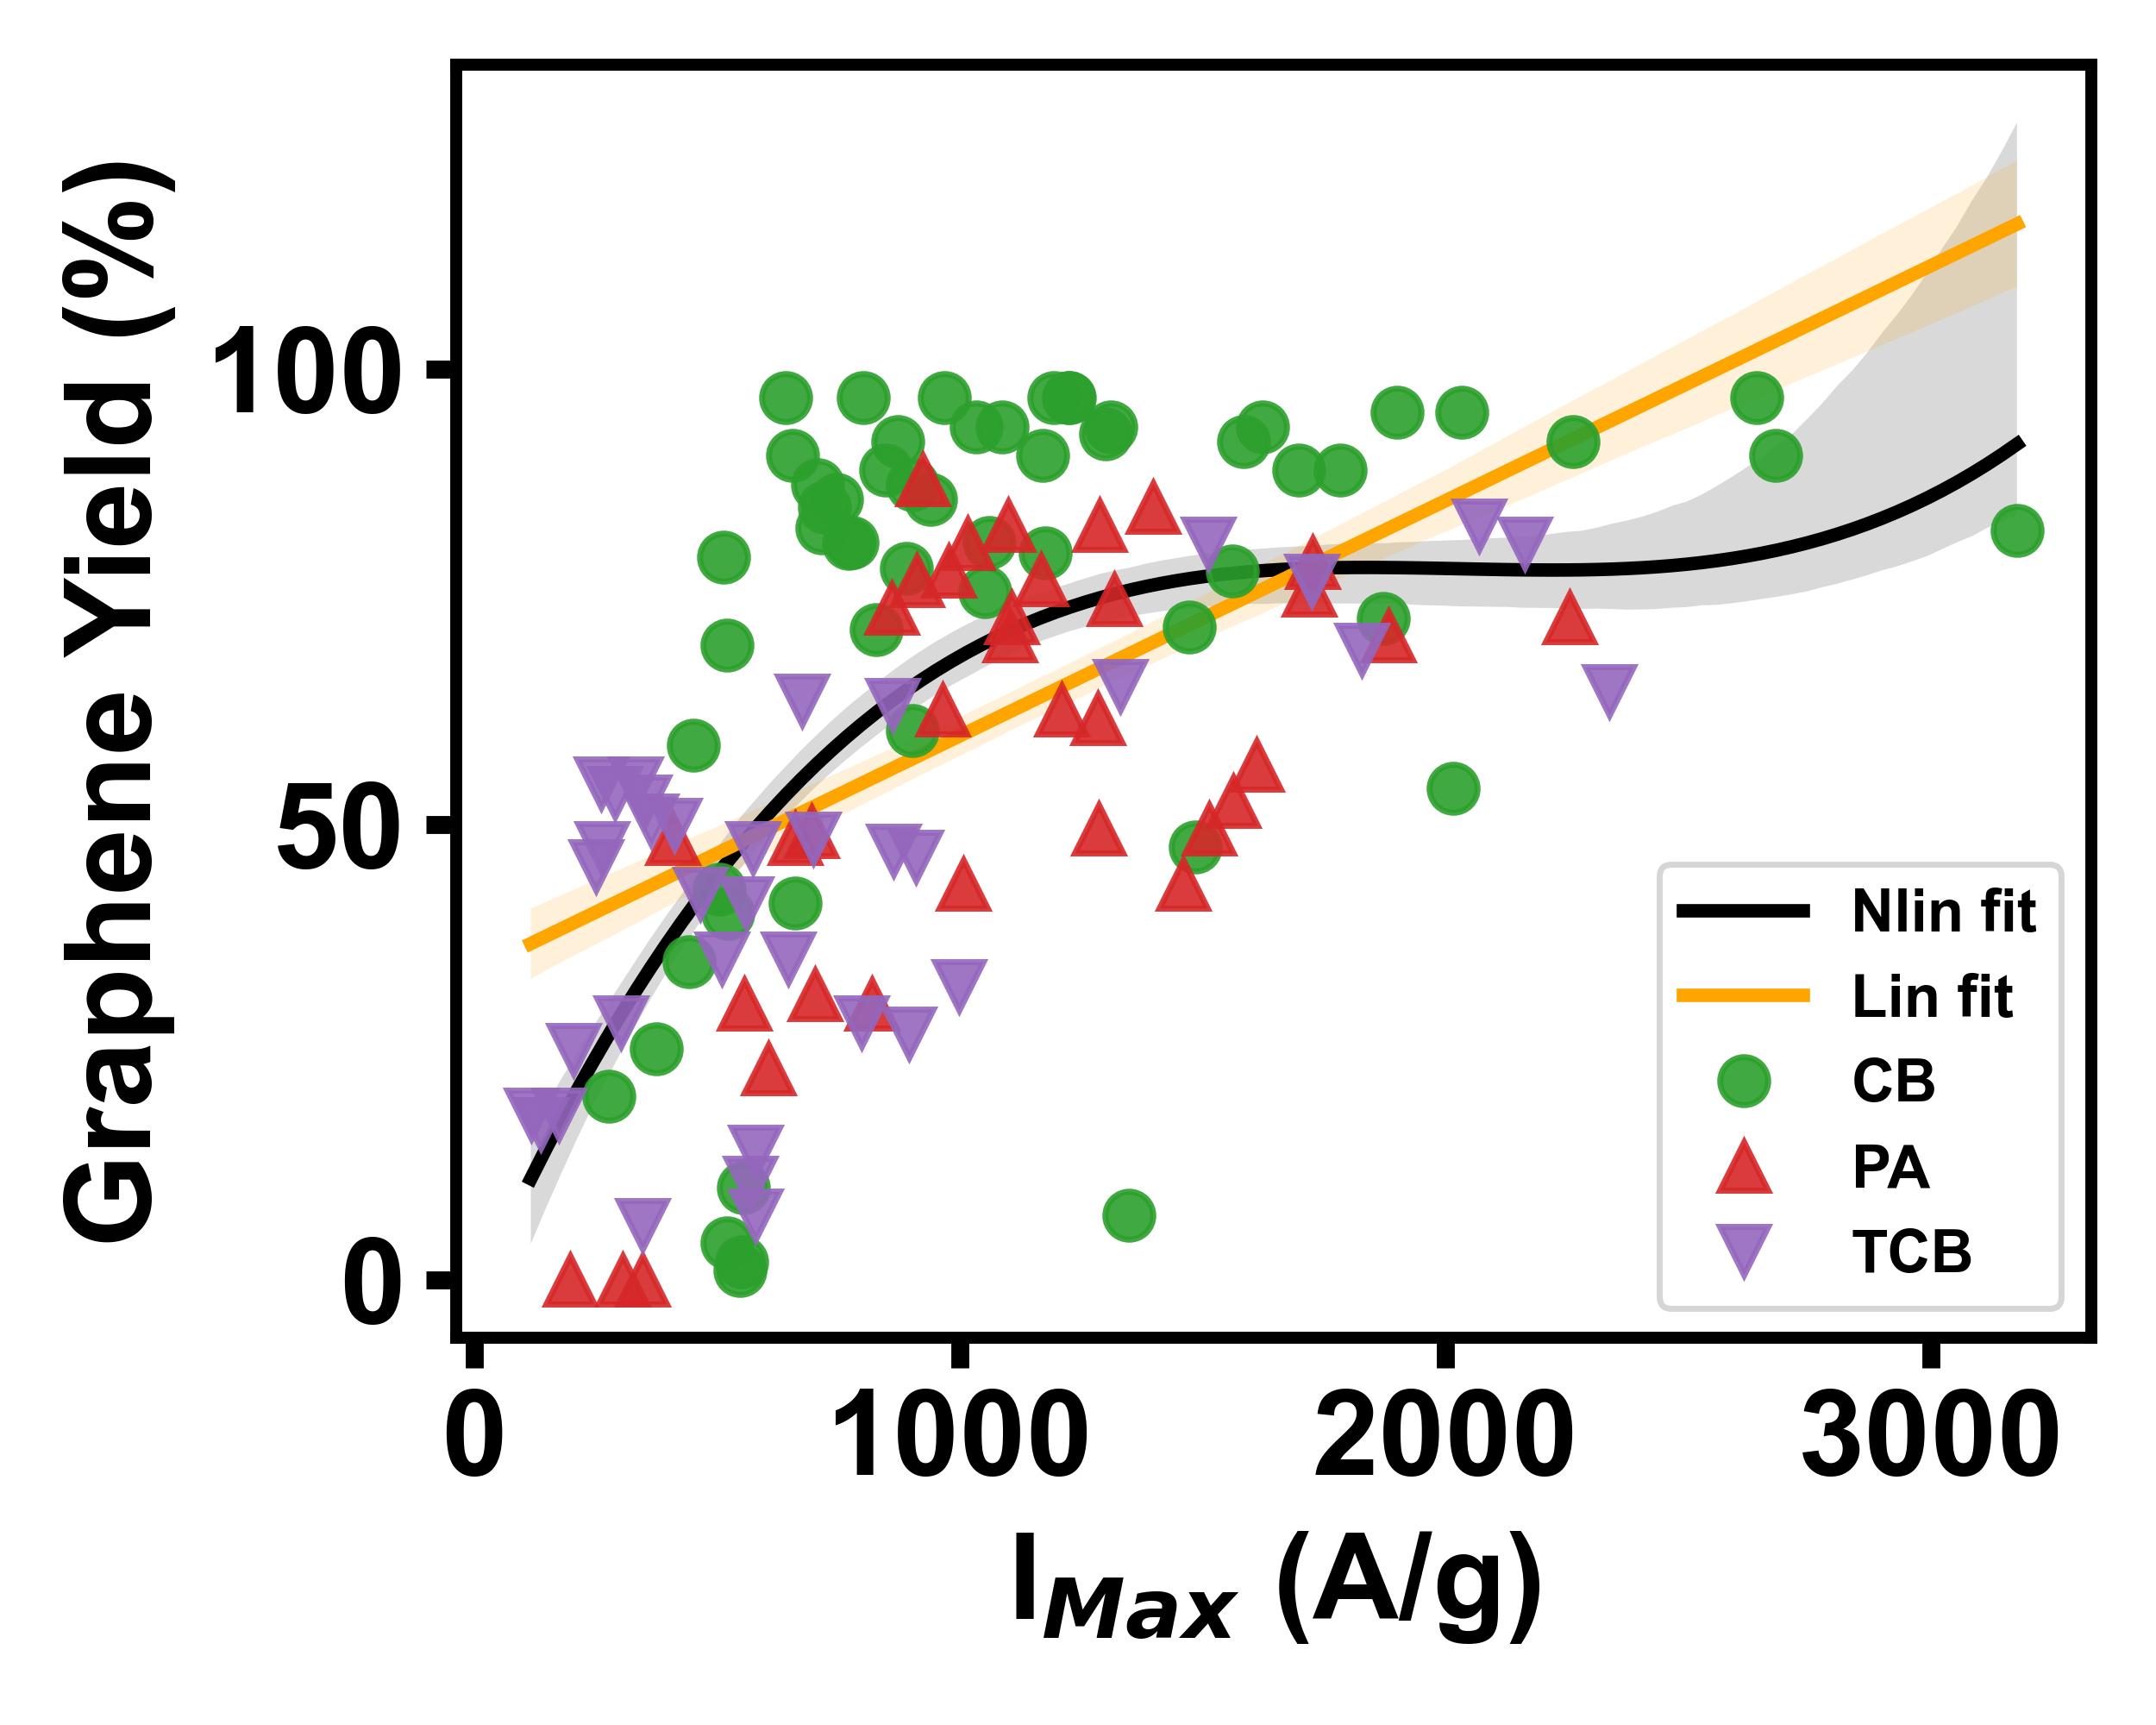 Graphene Yield (%)
100
50
0
0 1000 2000 3000
I_Max (A/g)
Nlin fit
Lin fit
CB
PA
TCB